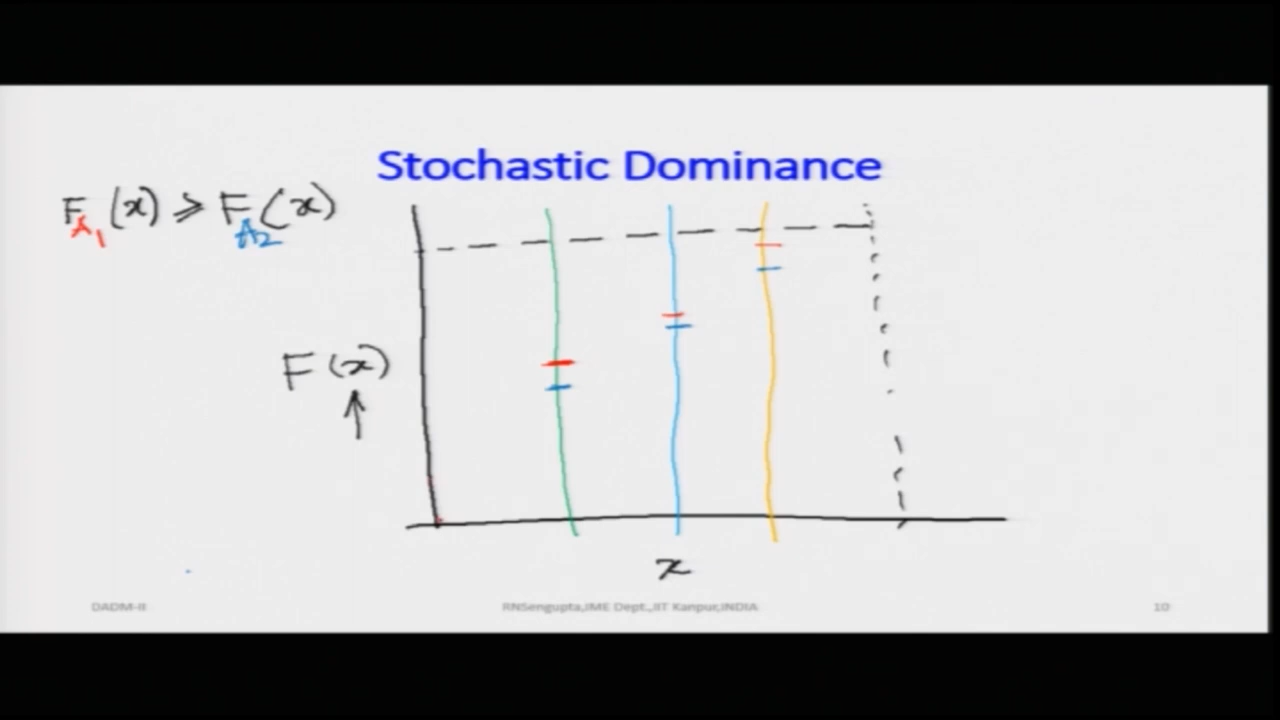 Stochastic Dominance
F_A1 (x) ≥ F_A2 (x)
F (x)
↑
x
DADM-II
RNSengupta,IME Dept.,IIT Kanpur,INDIA
10